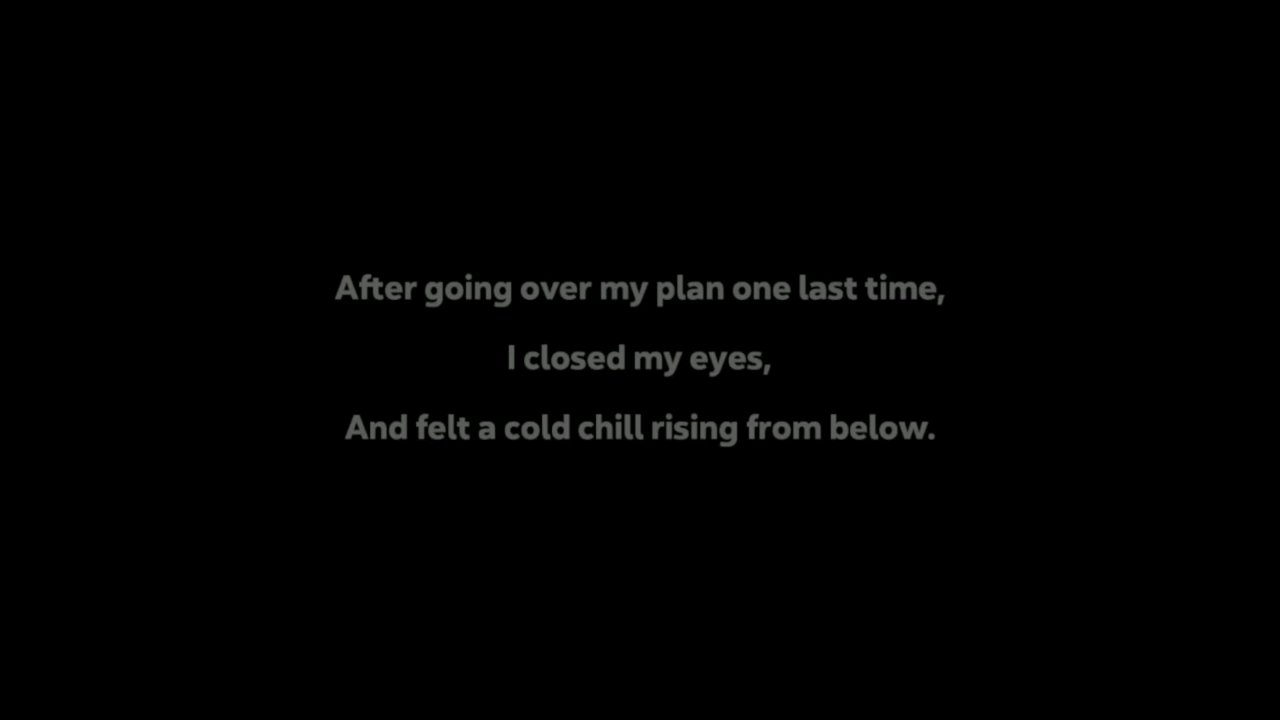 After going over my plan one last time,
I closed my eyes,
And felt a cold chill rising from below.